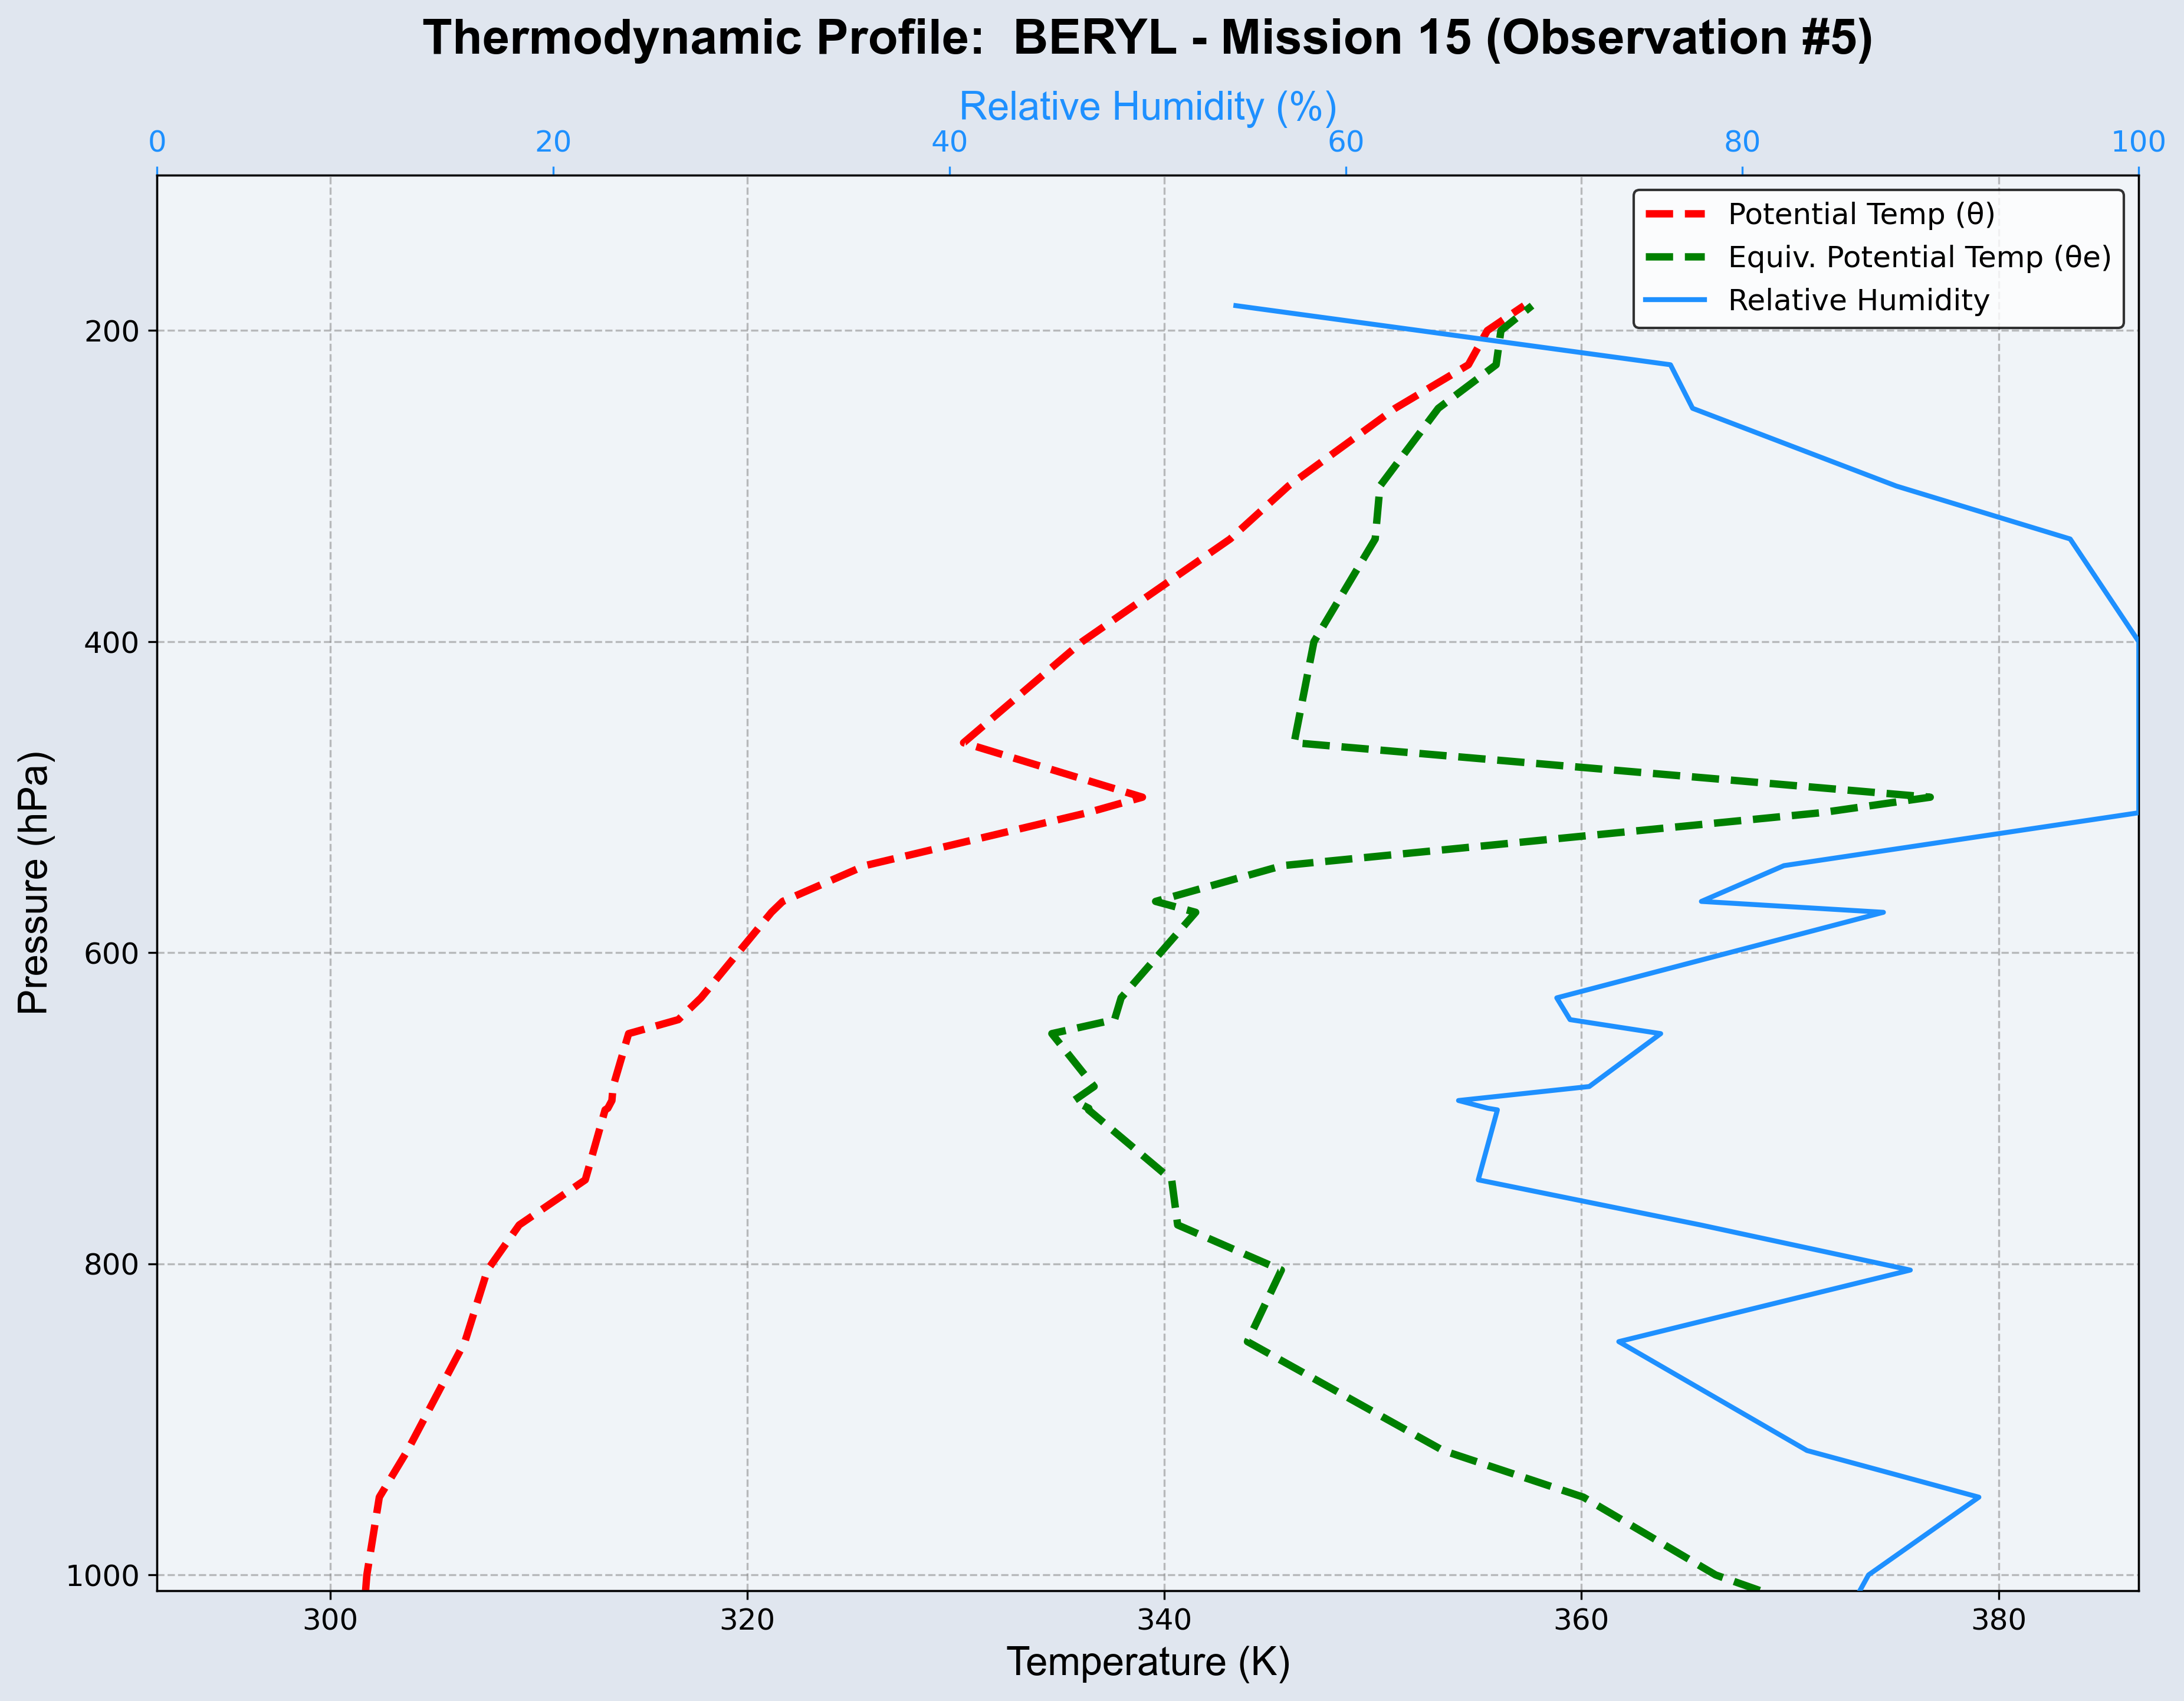 Thermodynamic Profile:  BERYL - Mission 15 (Observation #5)
Relative Humidity (%)
0 20 40 60 80 100
Potential Temp (θ)
Equiv. Potential Temp (θe)
Relative Humidity
Pressure (hPa)
200
400
600
800
1000
300 320 340 360 380
Temperature (K)